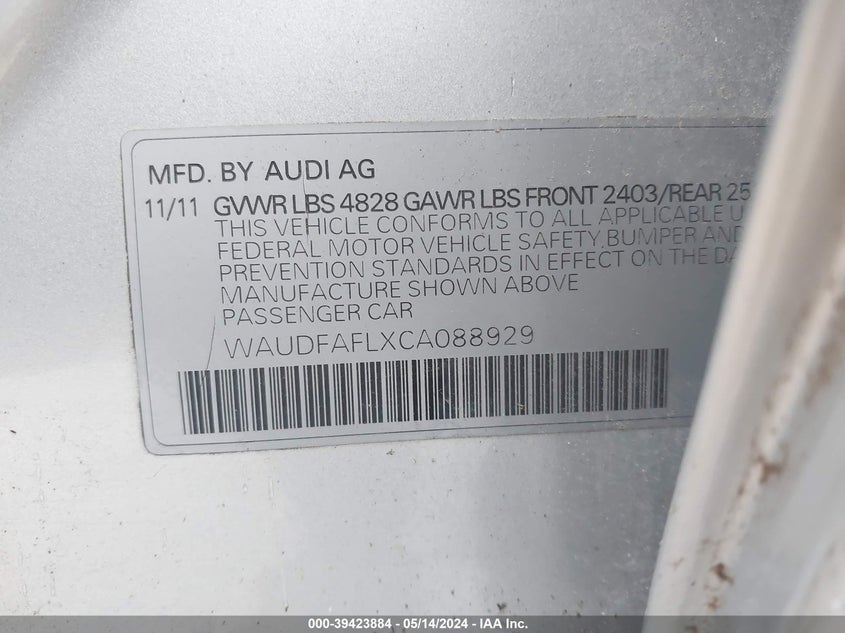 MFD. BY AUDI AG
11/11 GVWR LBS 4828 GAWR LBS FRONT 2403/REAR 25
THIS VEHICLE CONFORMS TO ALL APPLICABLE U
FEDERAL MOTOR VEHICLE SAFETY, BUMPER AND
PREVENTION STANDARDS IN EFFECT ON THE DA
MANUFACTURE SHOWN ABOVE
PASSENGER CAR
WAUDFAFLXCA088929
000-39423884 - 05/14/2024 - IAA Inc.